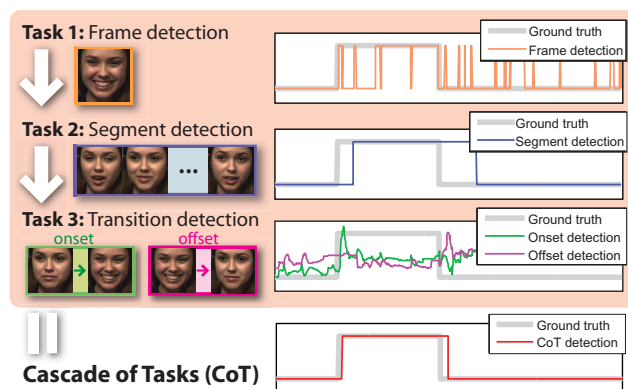 Task 1: Frame detection
Ground truth
Frame detection
Task 2: Segment detection
...
Ground truth
Segment detection
Task 3: Transition detection
onset
offset
Ground truth
Onset detection
Offset detection
Cascade of Tasks (CoT)
Ground truth
CoT detection